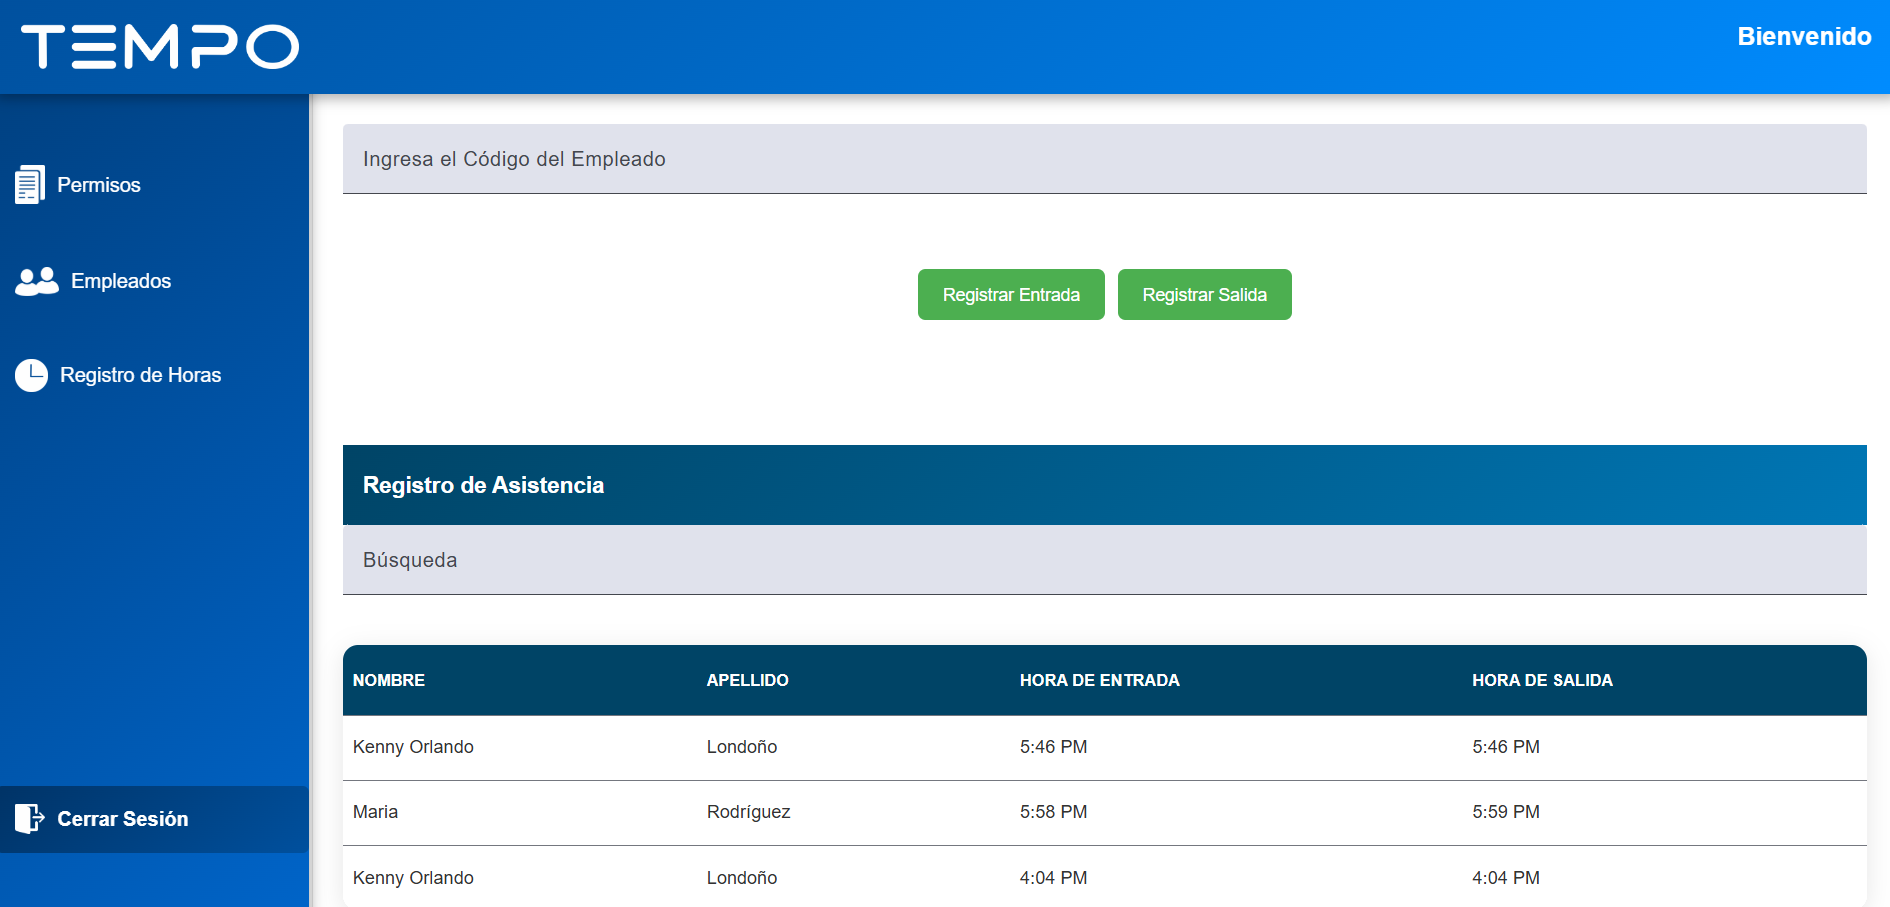 TEMPO
Bienvenido
Permisos
Empleados
Registro de Horas
Cerrar Sesión
Ingresa el Código del Empleado
Registrar Entrada
Registrar Salida
Registro de Asistencia
Búsqueda
NOMBRE APELLIDO HORA DE ENTRADA HORA DE SALIDA
Kenny Orlando Londoño 5:46 PM 5:46 PM
Maria Rodríguez 5:58 PM 5:59 PM
Kenny Orlando Londoño 4:04 PM 4:04 PM